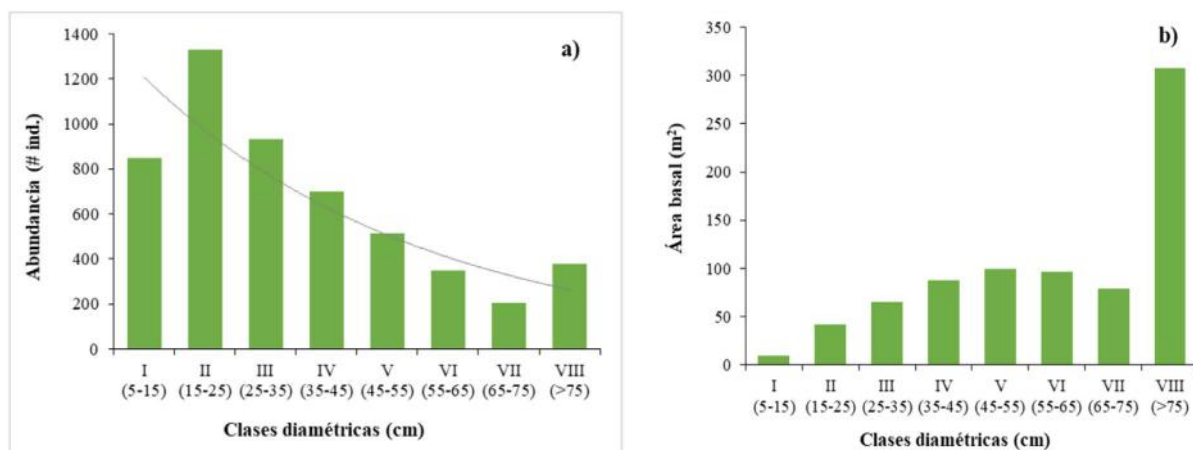 a)
Abundancia (# ind.)
1400
1200
1000
800
600
400
200
0
I II III IV V VI VII VIII
(5-15) (15-25) (25-35) (35-45) (45-55) (55-65) (65-75) (>75)
Clases diamétricas (cm)
b)
Área basal (m²)
350
300
250
200
150
100
50
0
I II III IV V VI VII VIII
(5-15) (15-25) (25-35) (35-45) (45-55) (55-65) (65-75) (>75)
Clases diamétricas (cm)